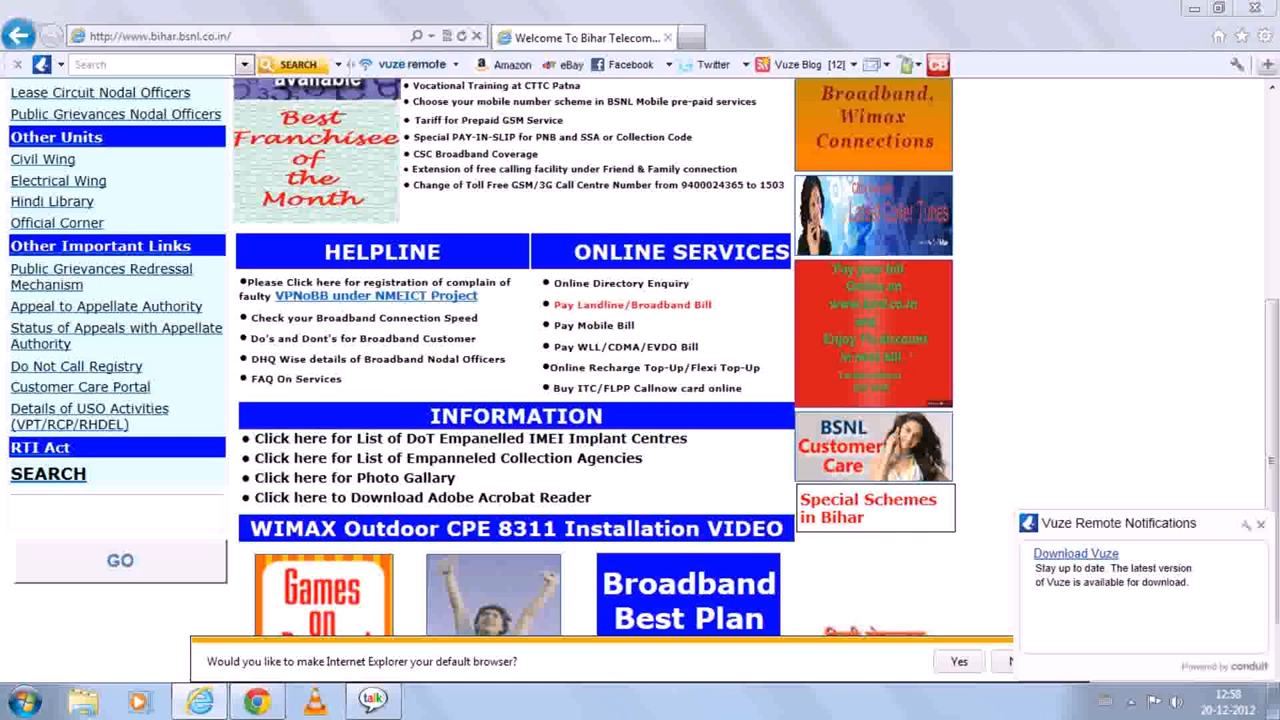 http://www.bihar.bsnl.co.in/
Welcome To Bihar Telecom...
Search
SEARCH
vuze remote
Amazon
eBay
Facebook
Twitter
Vuze Blog [12]
CB
Lease Circuit Nodal Officers
Public Grievances Nodal Officers
Other Units
Civil Wing
Electrical Wing
Hindi Library
Official Corner
Other Important Links
Public Grievances Redressal
Mechanism
Appeal to Appellate Authority
Status of Appeals with Appellate
Authority
Do Not Call Registry
Customer Care Portal
Details of USO Activities
(VPT/RCP/RHDEL)
RTI Act
SEARCH
GO
available
Best
Franchisee
of
the
Month
• Vocational Training at CTTC Patna
• Choose your mobile number scheme in BSNL Mobile pre-paid services
• Tariff for Prepaid GSM Service
• Special PAY-IN-SLIP for PNB and SSA or Collection Code
• CSC Broadband Coverage
• Extension of free calling facility under Friend & Family connection
• Change of Toll Free GSM/3G Call Centre Number from 9400024365 to 1503
HELPLINE
•Please Click here for registration of complain of
faulty VPNoBB under NMEICT Project
• Check your Broadband Connection Speed
• Do's and Dont's for Broadband Customer
• DHQ Wise details of Broadband Nodal Officers
• FAQ On Services
ONLINE SERVICES
• Online Directory Enquiry
• Pay Landline/Broadband Bill
• Pay Mobile Bill
• Pay WLL/CDMA/EVDO Bill
•Online Recharge Top-Up/Flexi Top-Up
• Buy ITC/FLPP Callnow card online
INFORMATION
• Click here for List of DoT Empanelled IMEI Implant Centres
• Click here for List of Empanneled Collection Agencies
• Click here for Photo Gallary
• Click here to Download Adobe Acrobat Reader
WIMAX Outdoor CPE 8311 Installation VIDEO
Games
on
Broadband
Best Plan
Broadband,
Wimax
Connections
Latest Caller Tunes
Pay your bill
Enjoy 1% discount
BSNL
Customer
Care
Special Schemes
in Bihar
Vuze Remote Notifications
Download Vuze
Stay up to date. The latest version
of Vuze is available for download.
Powered by conduit
Would you like to make Internet Explorer your default browser?
Yes
talk
12:58
20-12-2012